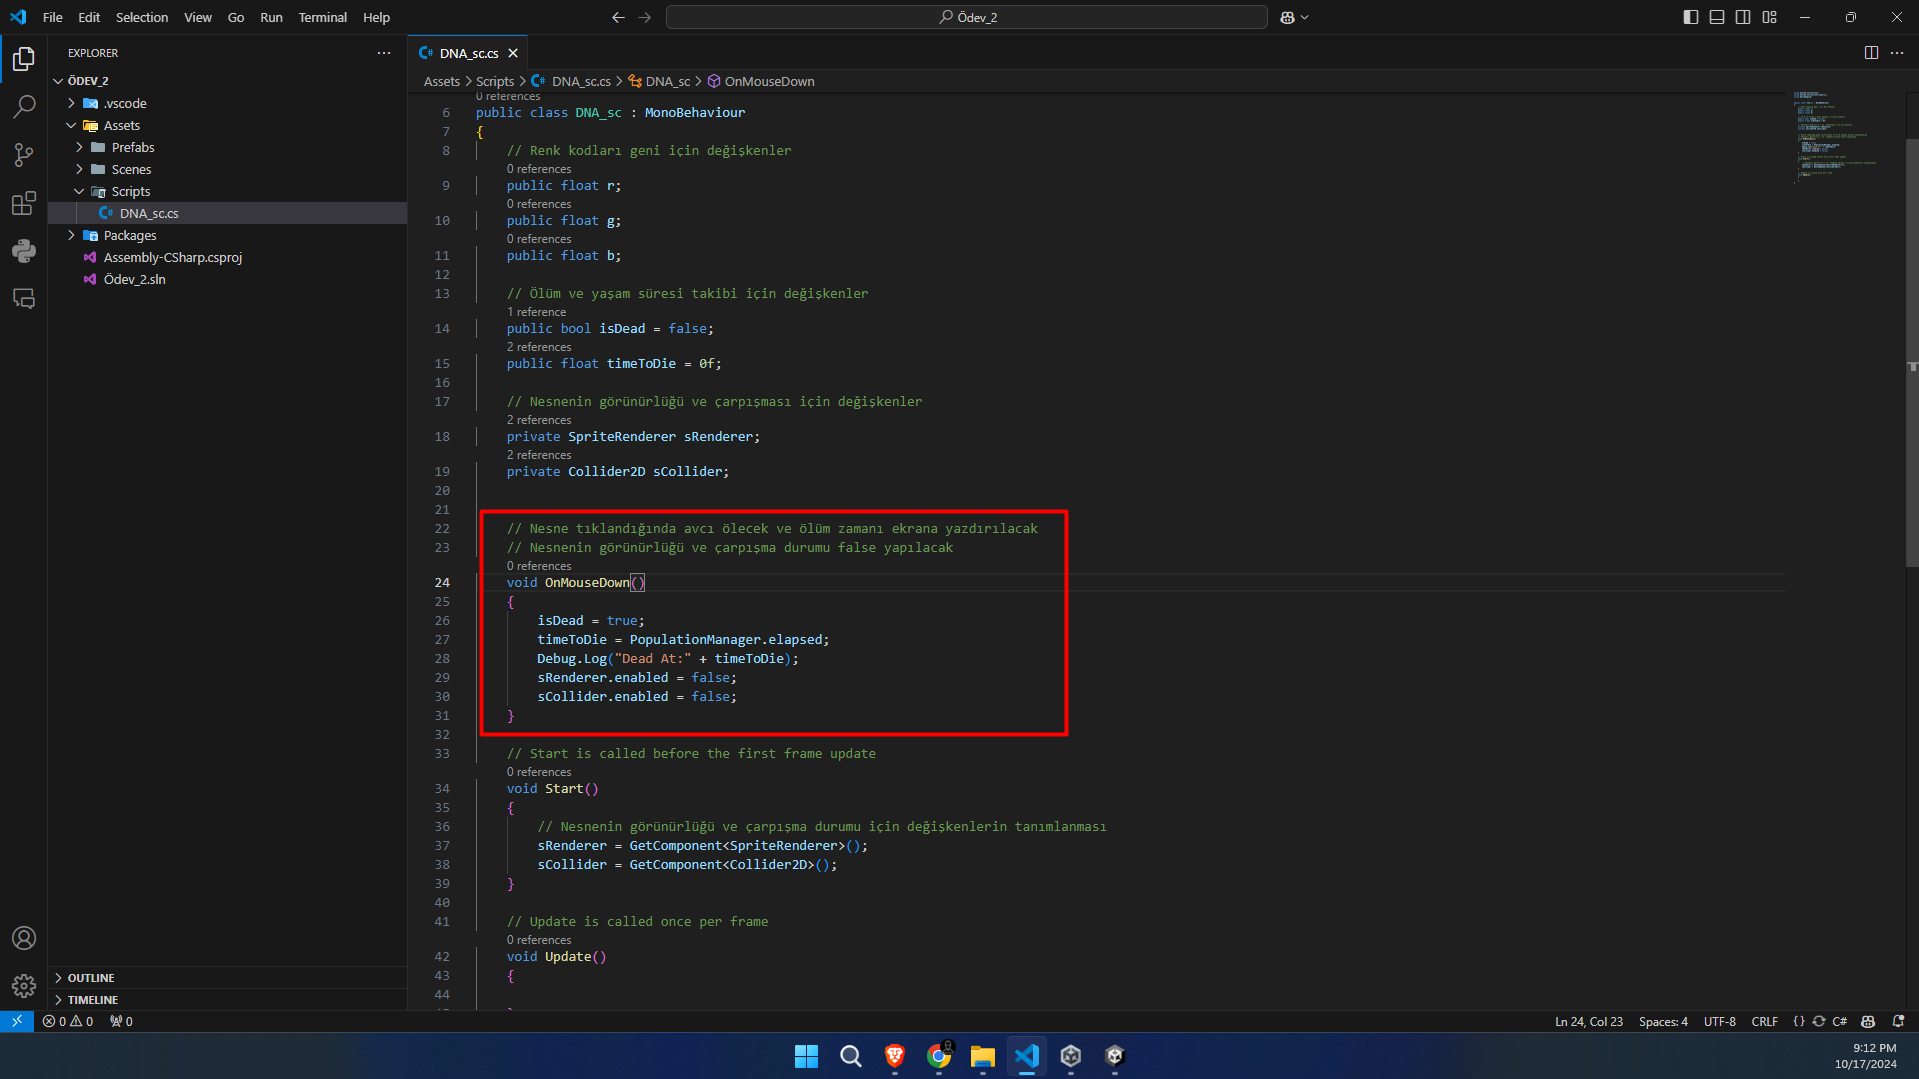 File Edit Selection View Go Run Terminal Help
Ödev_2
EXPLORER
ÖDEV_2
.vscode
Assets
Prefabs
Scenes
Scripts
DNA_sc.cs
Packages
Assembly-CSharp.csproj
Ödev_2.sln
OUTLINE
TIMELINE
DNA_sc.cs
Assets > Scripts > DNA_sc.cs > DNA_sc > OnMouseDown
0 references
6 public class DNA_sc : MonoBehaviour
7 {
8 // Renk kodları geni için değişkenler
0 references
9 public float r;
0 references
10 public float g;
0 references
11 public float b;
12
13 // Ölüm ve yaşam süresi takibi için değişkenler
1 reference
14 public bool isDead = false;
2 references
15 public float timeToDie = 0f;
16
17 // Nesnenin görünürlüğü ve çarpışması için değişkenler
2 references
18 private SpriteRenderer sRenderer;
2 references
19 private Collider2D sCollider;
20
21
22 // Nesne tıklandığında avcı ölecek ve ölüm zamanı ekrana yazdırılacak
23 // Nesnenin görünürlüğü ve çarpışma durumu false yapılacak
0 references
24 void OnMouseDown()
25 {
26 isDead = true;
27 timeToDie = PopulationManager.elapsed;
28 Debug.Log("Dead At:" + timeToDie);
29 sRenderer.enabled = false;
30 sCollider.enabled = false;
31 }
32
33 // Start is called before the first frame update
0 references
34 void Start()
35 {
36 // Nesnenin görünürlüğü ve çarpışma durumu için değişkenlerin tanımlanması
37 sRenderer = GetComponent<SpriteRenderer>();
38 sCollider = GetComponent<Collider2D>();
39 }
40
41 // Update is called once per frame
0 references
42 void Update()
43 {
44
0 0 0
Ln 24, Col 23 Spaces: 4 UTF-8 CRLF {} C#
9:12 PM
10/17/2024